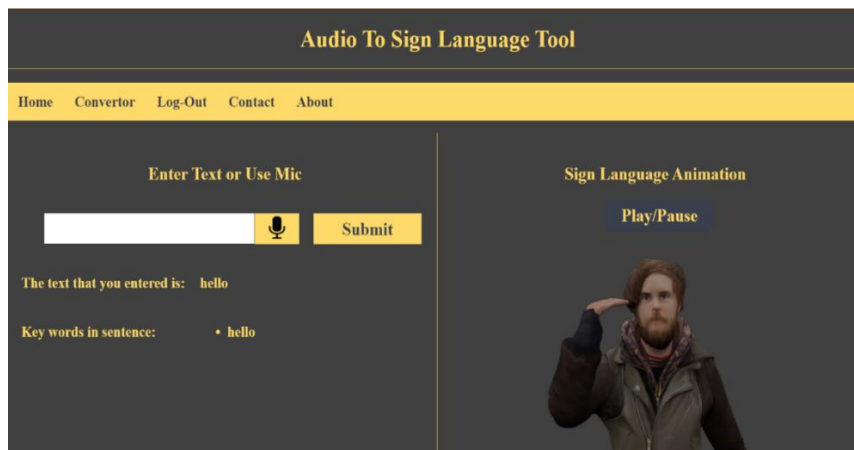 Audio To Sign Language Tool
Home Convertor Log-Out Contact About
Enter Text or Use Mic
Submit
The text that you entered is: hello
Key words in sentence: • hello
Sign Language Animation
Play/Pause